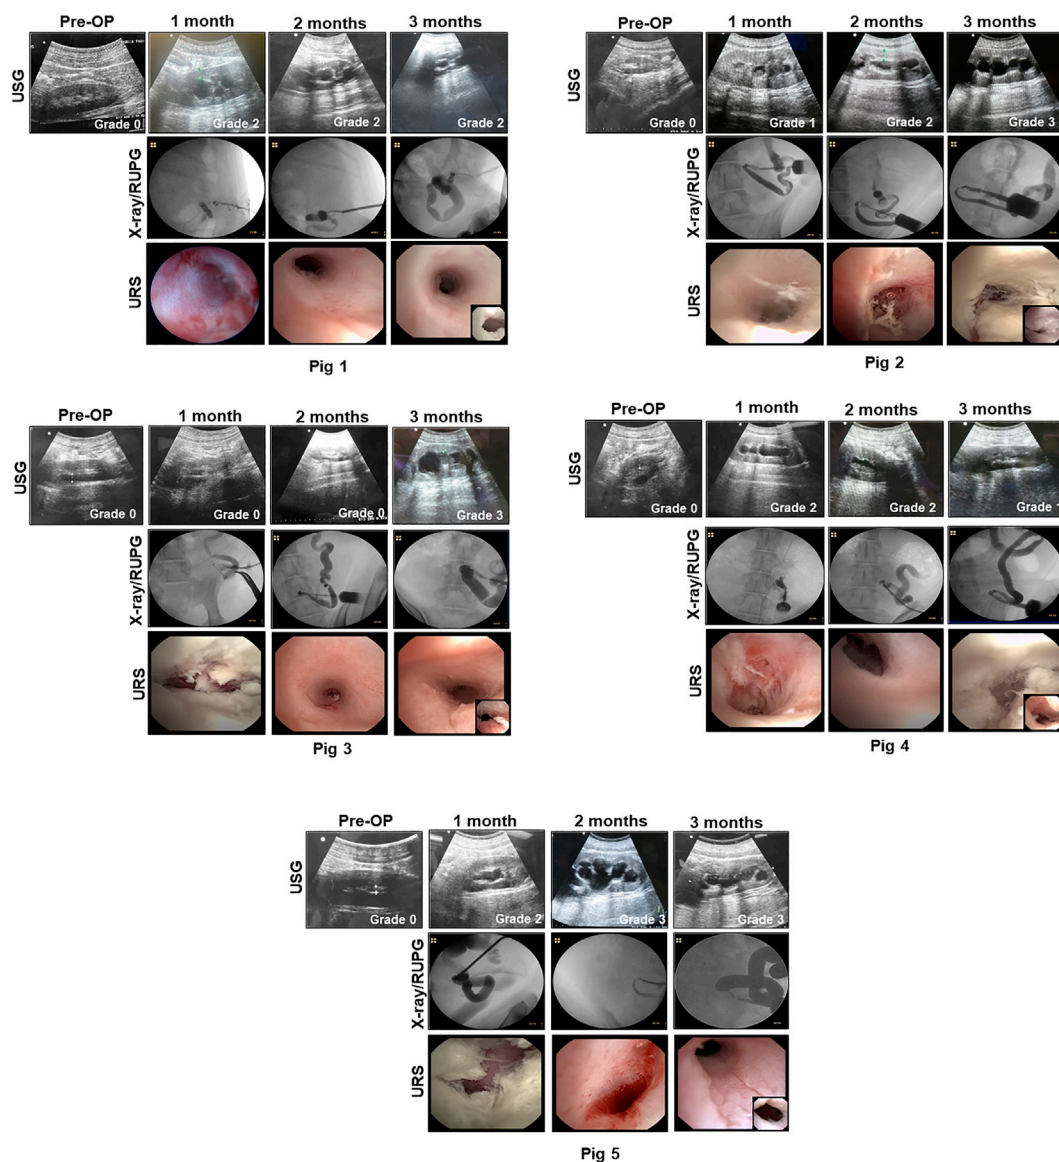 Pre-OP 1 month 2 months 3 months
USG
Grade 0 Grade 2 Grade 2 Grade 2
X-ray/RUPG
URS
Pig 1
Pre-OP 1 month 2 months 3 months
USG
Grade 0 Grade 1 Grade 2 Grade 3
X-ray/RUPG
URS
Pig 2
Pre-OP 1 month 2 months 3 months
USG
Grade 0 Grade 0 Grade 0 Grade 3
X-ray/RUPG
URS
Pig 3
Pre-OP 1 month 2 months 3 months
USG
Grade 0 Grade 2 Grade 2 Grade 1
X-ray/RUPG
URS
Pig 4
Pre-OP 1 month 2 months 3 months
USG
Grade 0 Grade 2 Grade 3 Grade 3
X-ray/RUPG
URS
Pig 5